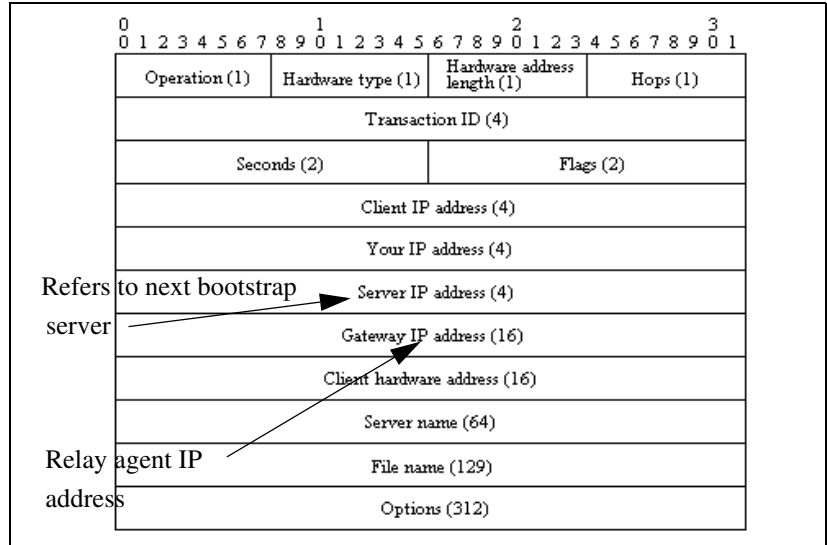 0 1 2 3
0 1 2 3 4 5 6 7 8 9 0 1 2 3 4 5 6 7 8 9 0 1 2 3 4 5 6 7 8 9 0 1
Operation (1) Hardware type (1) Hardware address Hops (1)
length (1)
Transaction ID (4)
Seconds (2) Flags (2)
Client IP address (4)
Your IP address (4)
Refers to next bootstrap
Server IP address (4)
server
Gateway IP address (16)
Client hardware address (16)
Server name (64)
Relay agent IP
File name (129)
address
Options (312)